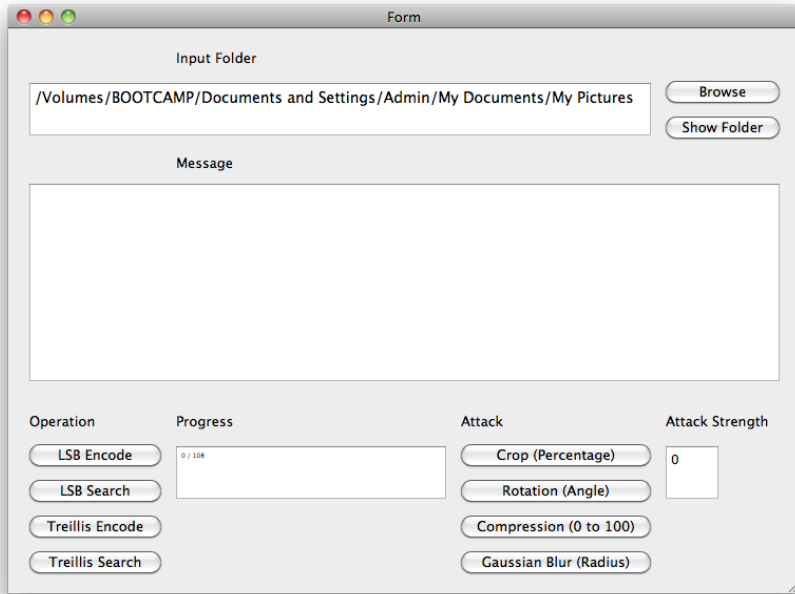 Form
Input Folder
/Volumes/BOOTCAMP/Documents and Settings/Admin/My Documents/My Pictures
Browse
Show Folder
Message
Operation
Progress
Attack
Attack Strength
LSB Encode
0 / 108
Crop (Percentage)
0
LSB Search
Rotation (Angle)
Treillis Encode
Compression (0 to 100)
Treillis Search
Gaussian Blur (Radius)